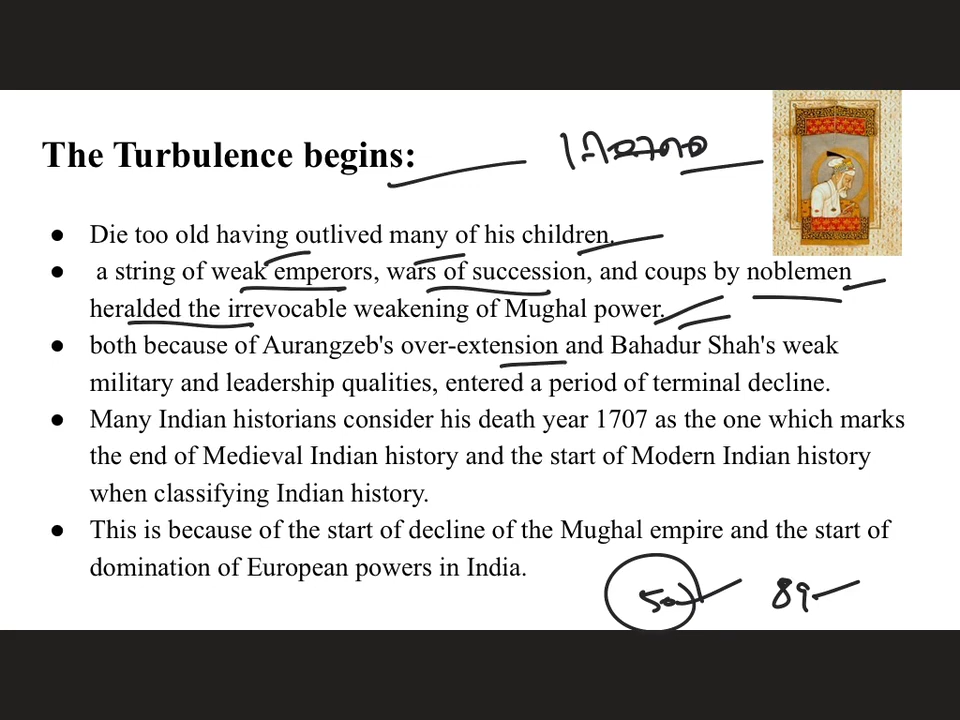 The Turbulence begins:
● Die too old having outlived many of his children.
● a string of weak emperors, wars of succession, and coups by noblemen
heralded the irrevocable weakening of Mughal power.
● both because of Aurangzeb's over-extension and Bahadur Shah's weak
military and leadership qualities, entered a period of terminal decline.
● Many Indian historians consider his death year 1707 as the one which marks
the end of Medieval Indian history and the start of Modern Indian history
when classifying Indian history.
● This is because of the start of decline of the Mughal empire and the start of
domination of European powers in India.
89